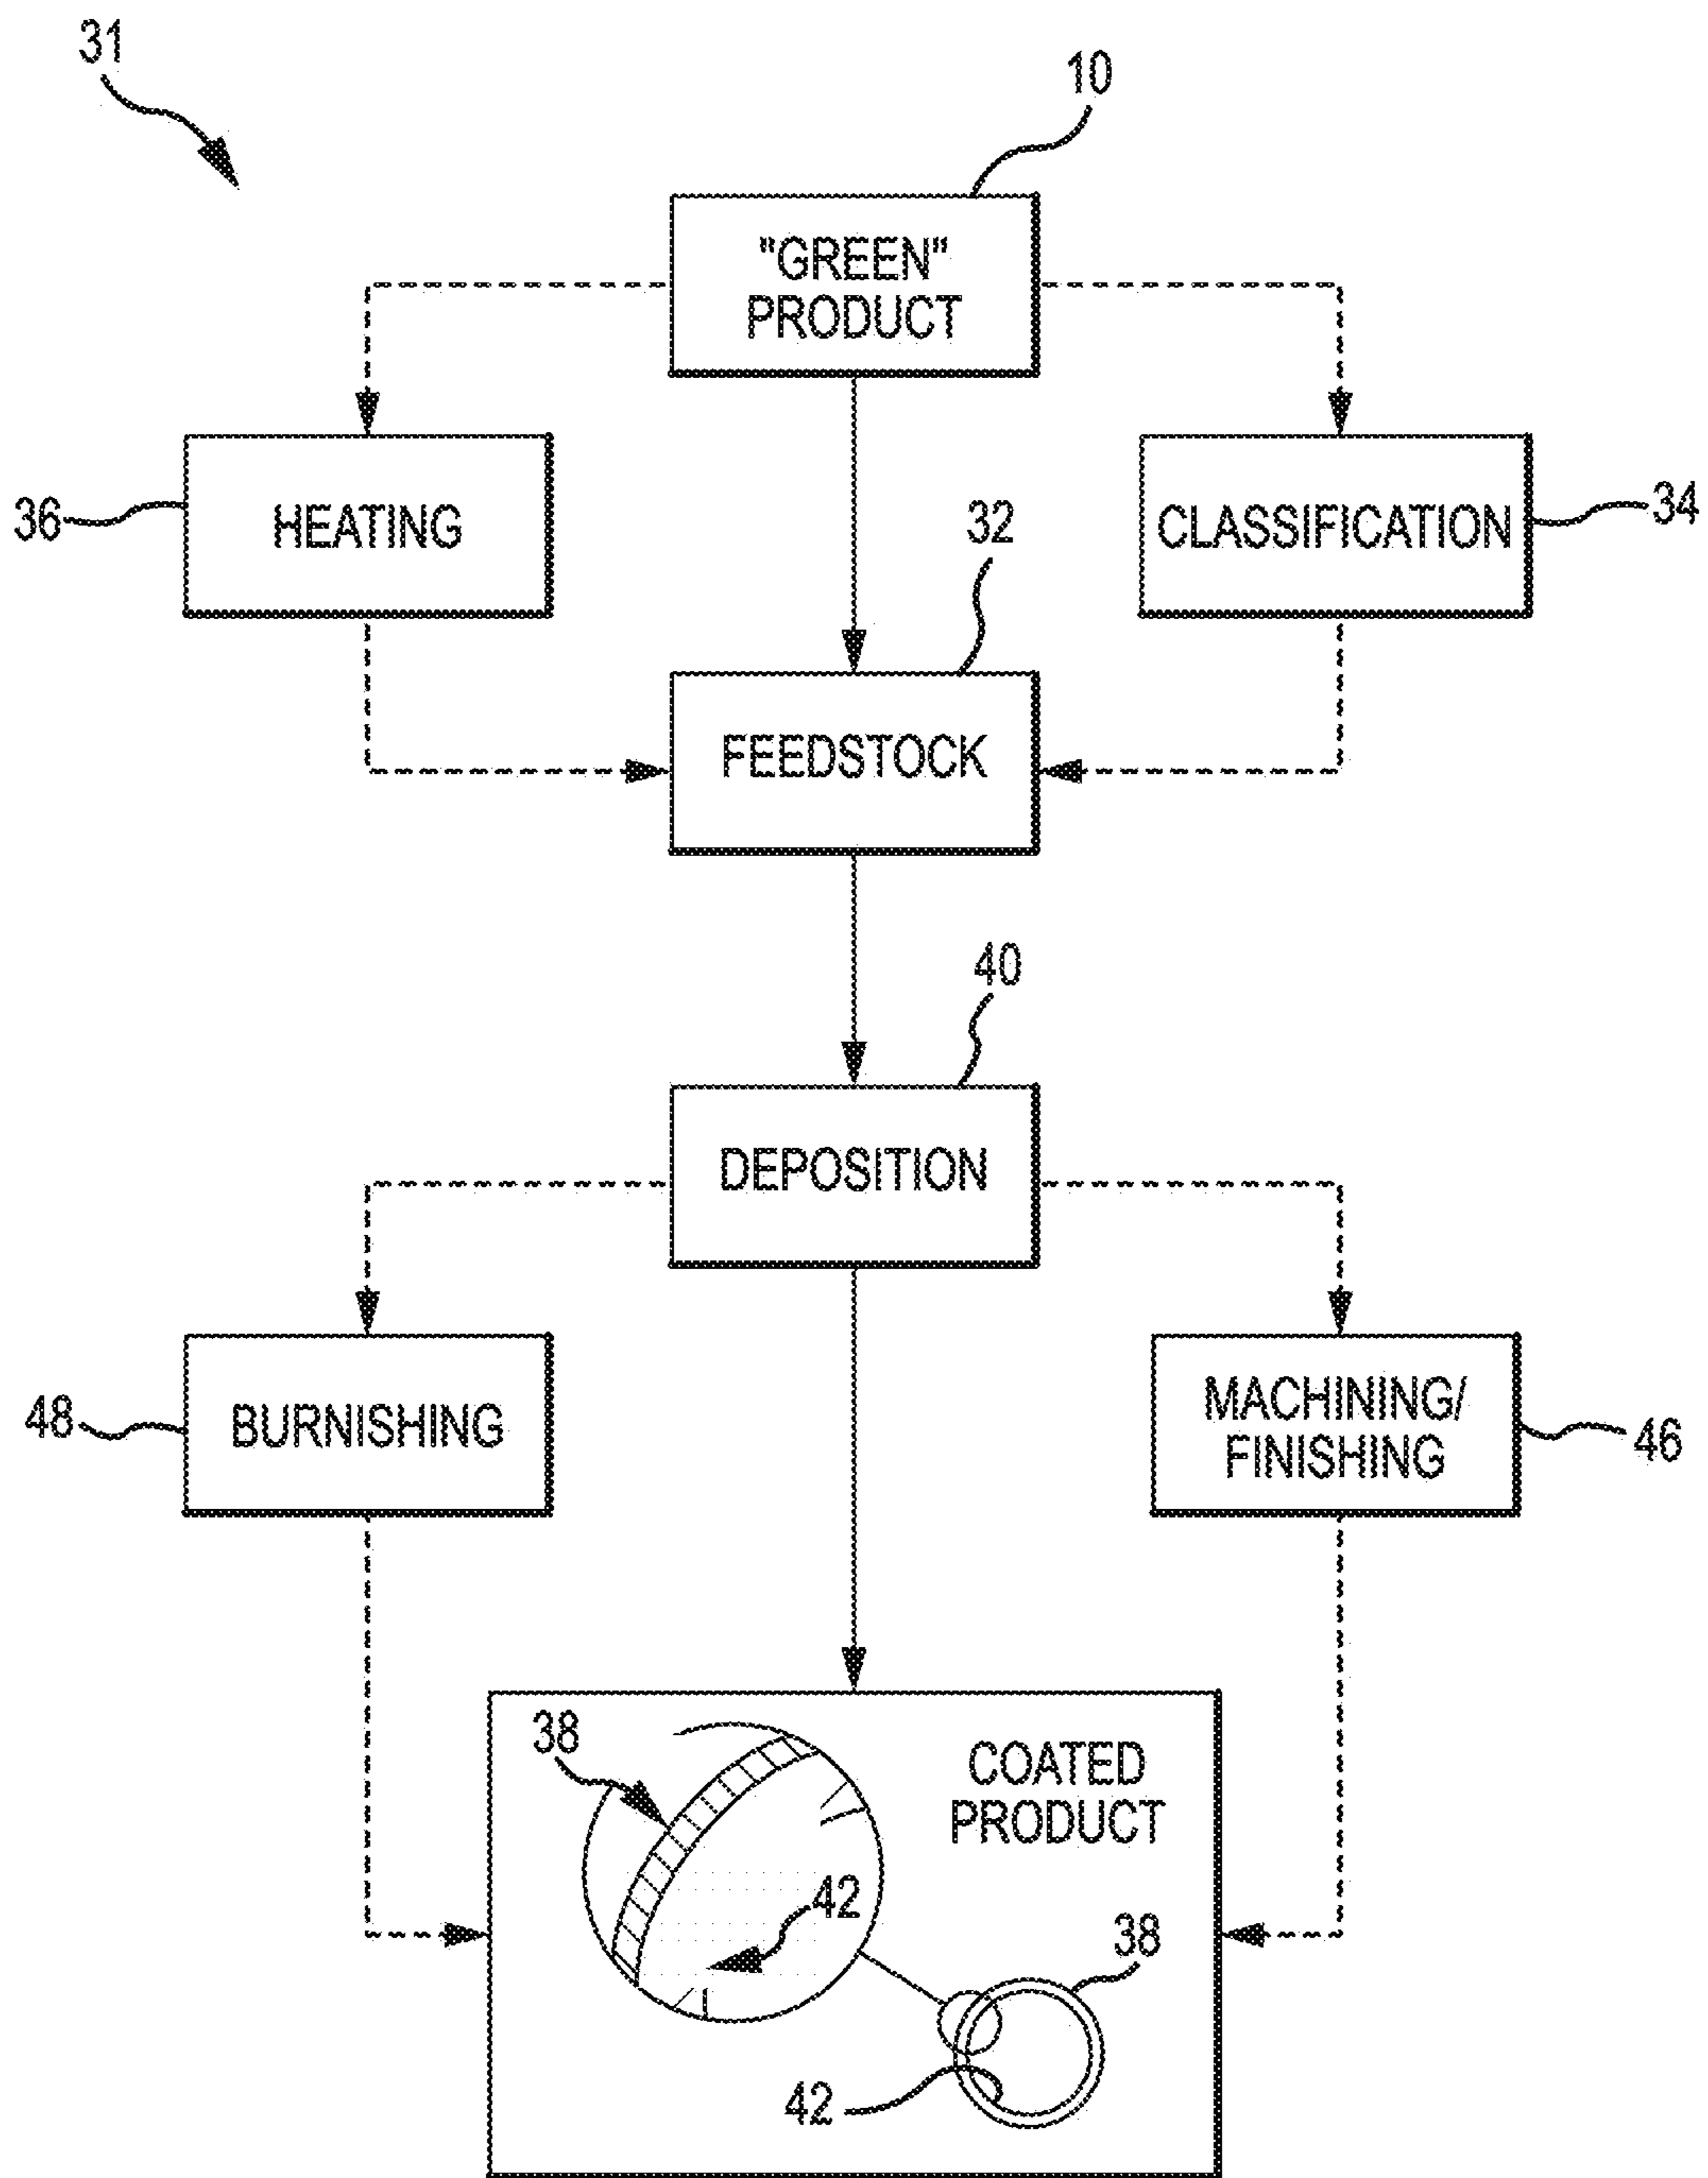 31
10
"GREEN"
PRODUCT
36
HEATING
32
CLASSIFICATION
34
FEEDSTOCK
40
DEPOSITION
48
BURNISHING
MACHINING/
FINISHING
46
38
COATED
PRODUCT
42
38
42